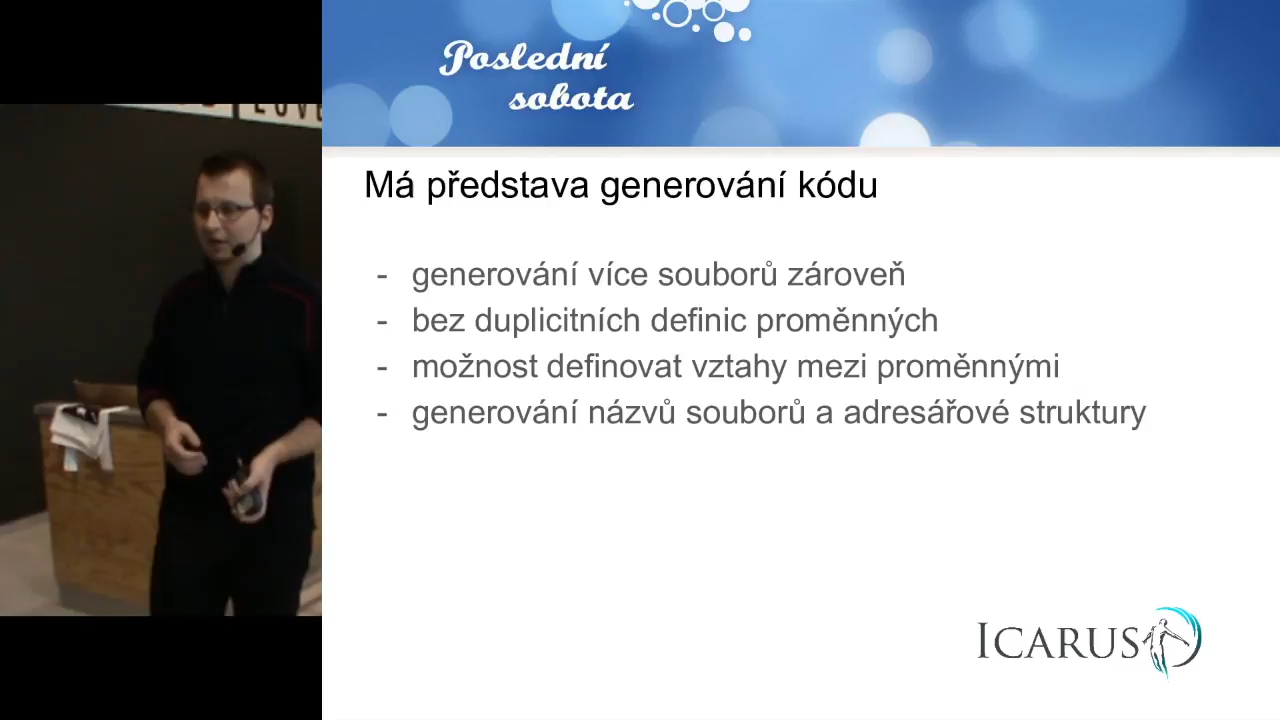 Poslední
sobota
Má představa generování kódu
- generování více souborů zároveň
- bez duplicitních definic proměnných
- možnost definovat vztahy mezi proměnnými
- generování názvů souborů a adresářové struktury
ICARUS